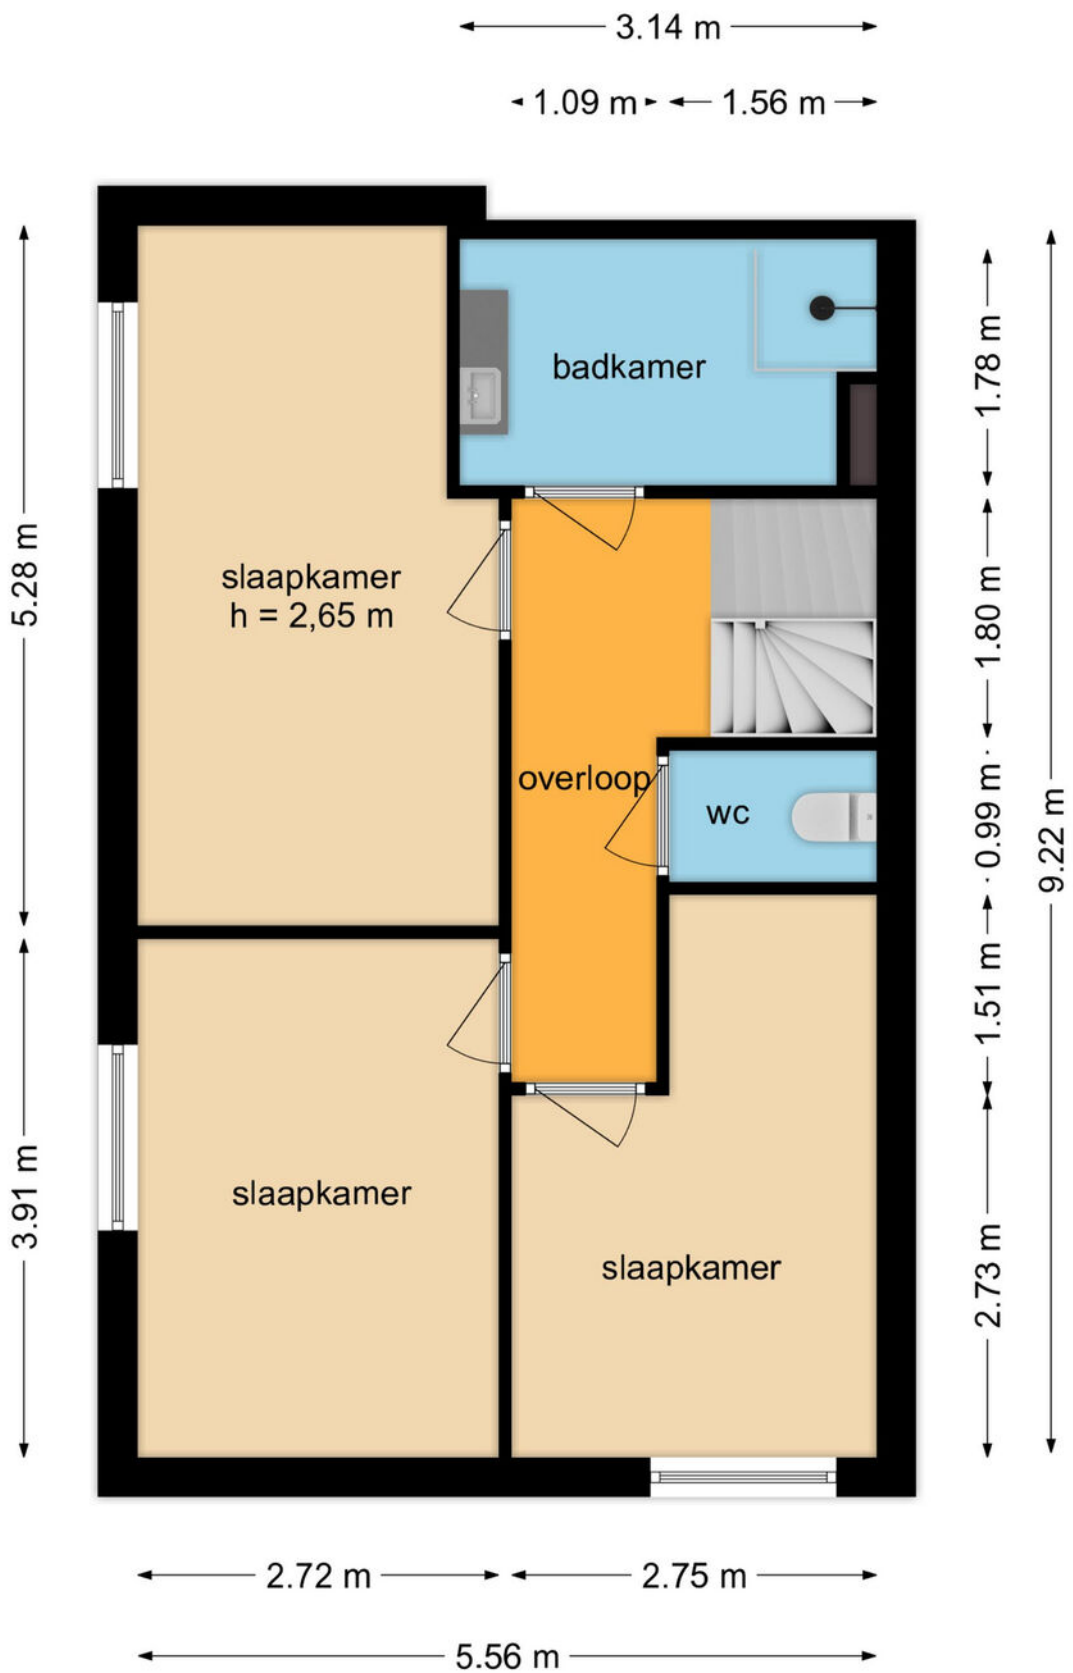 3.14 m
1.09 m
1.56 m
badkamer
1.78 m
5.28 m
slaapkamer
h = 2,65 m
1.80 m
overloop
wc
0.99 m
9.22 m
1.51 m
3.91 m
slaapkamer
slaapkamer
2.73 m
2.72 m
2.75 m
5.56 m